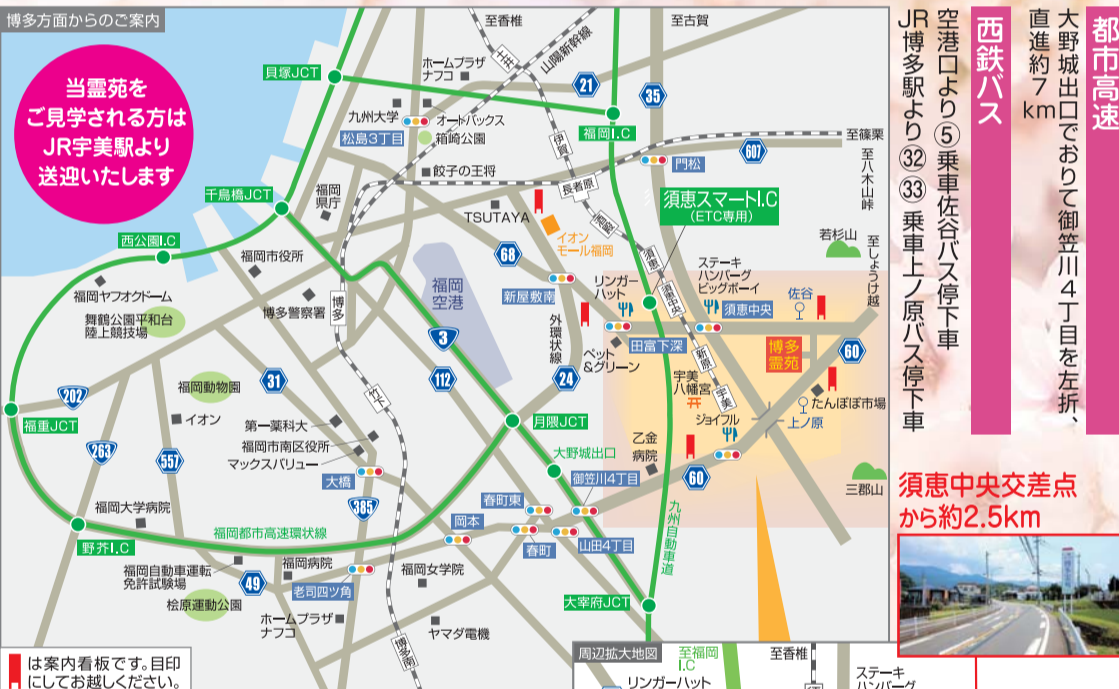 博多方面からのご案内
当霊苑を
ご見学される方は
JR宇美駅より
送迎いたします
至香椎
至古賀
山陽新幹線
土井
貝塚JCT
ホームプラザ
ナフコ
21
35
九州大学
オートバックス
松島3丁目
箱崎公園
福岡I.C
伊賀
607
至篠栗
至八木山峠
門松
餃子の王将
長者原
千鳥橋JCT
福岡
県庁
TSUTAYA
須恵スマートI.C
(ETC専用)
西公園I.C
イオン
モール福岡
酒殿
若杉山
至しょうけ越
福岡市役所
68
須恵
福岡ヤフオクドーム
博多警察署
福岡
空港
新屋敷南
リンガー
ハット
須恵中央
ステーキ
ハンバーグ
ビッグボーイ
須恵中央
佐谷
舞鶴公園平和台
陸上競技場
博多
3
外環状線
田富下深
ペット
&グリーン
新原
博多
霊苑
60
竹下
112
24
宇美
八幡宮
宇美
たんぽぽ市場
202
福岡動物園
31
ジョイフル
上ノ原
福重JCT
イオン
第一薬科大
月隈JCT
乙金
病院
263
557
福岡市南区役所
マックスバリュー
大野城出口
60
三郡山
大橋
御笠川4丁目
385
春町東
福岡大学病院
岡本
福岡都市高速環状線
春町
山田4丁目
九州自動車道
野芥I.C
福岡自動車運転
免許試験場
福岡病院
福岡女学院
49
老司四ツ角
大宰府JCT
桧原運動公園
ホームプラザ
ナフコ
ヤマダ電機
博多南
は案内看板です。目印
にしてお越しください。
周辺拡大地図
至福岡
I.C
至香椎
リンガーハット
ステーキ
ハンバーグ
都市高速
大野城出口でおりて御笠川4丁目を左折、
直進約7km
西鉄バス
空港口より⑤乗車佐谷バス停下車
JR博多駅より㉜㉝乗車上ノ原バス停下車
須恵中央交差点
から約2.5km